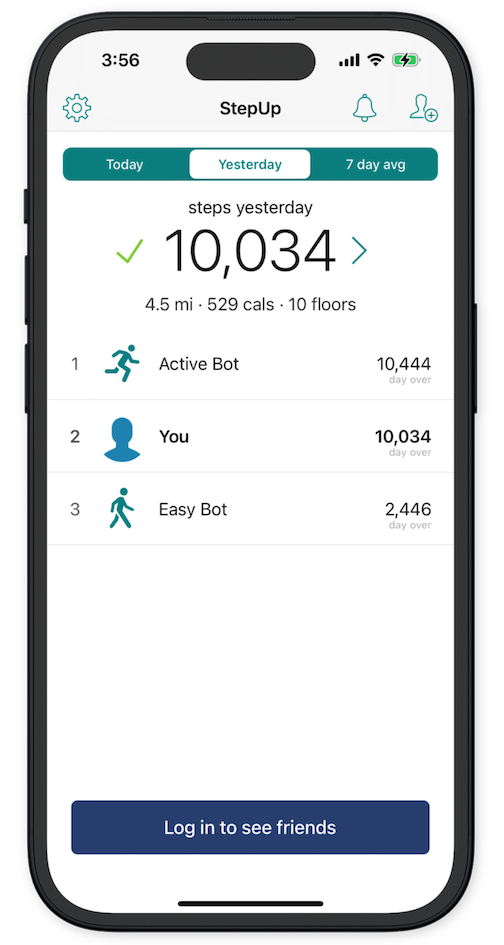 3:56
StepUp
Today Yesterday 7 day avg
steps yesterday
10,034
4.5 mi · 529 cals · 10 floors
1 Active Bot 10,444
day over
2 You 10,034
day over
3 Easy Bot 2,446
day over
Log in to see friends